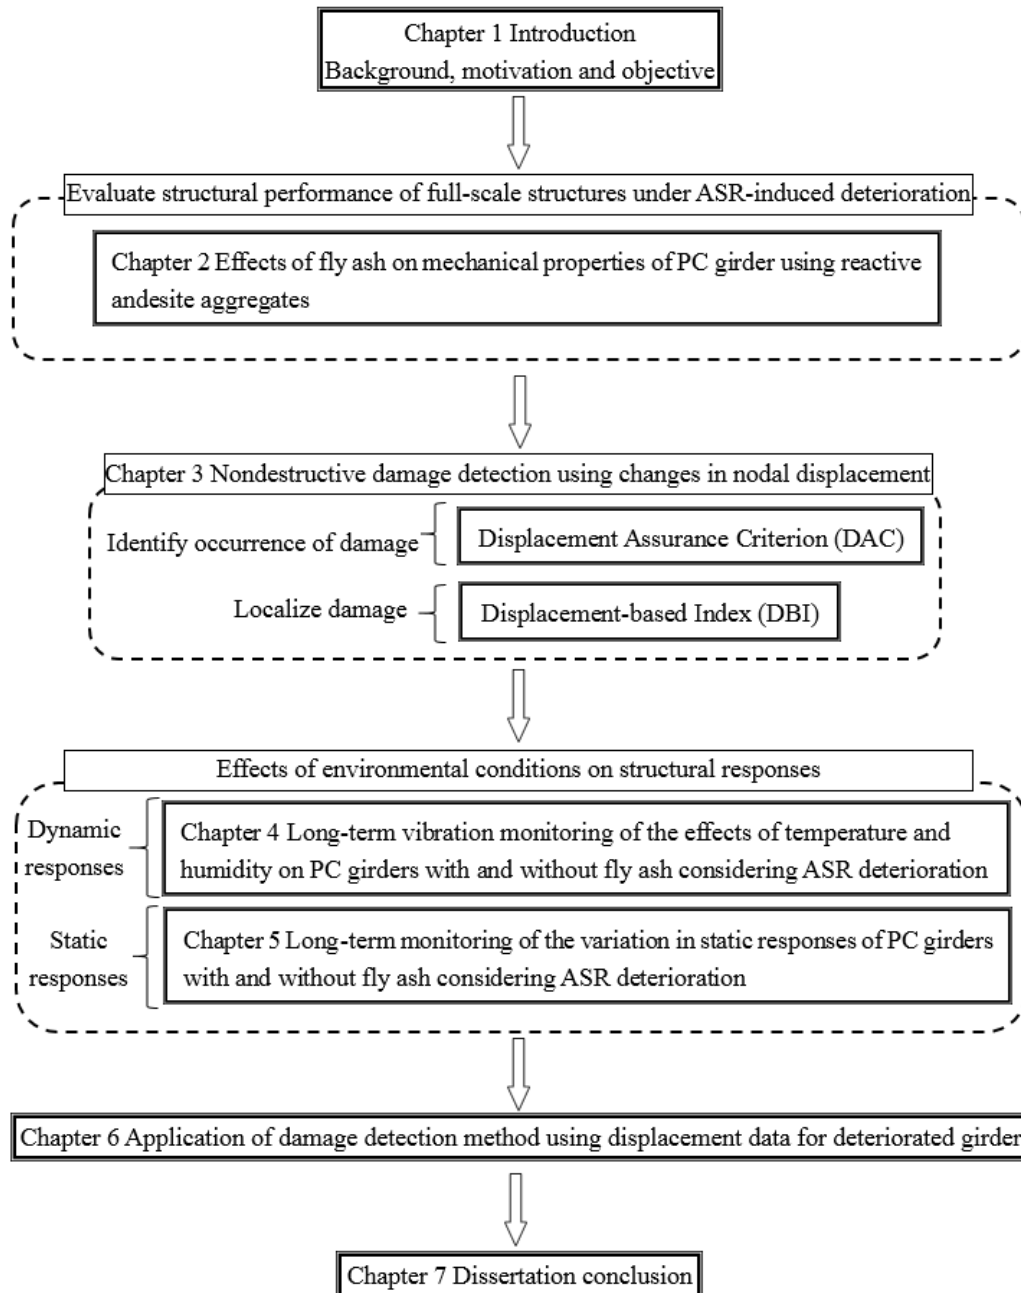 Chapter 1 Introduction
Background, motivation and objective
Evaluate structural performance of full-scale structures under ASR-induced deterioration
Chapter 2 Effects of fly ash on mechanical properties of PC girder using reactive
andesite aggregates
Chapter 3 Nondestructive damage detection using changes in nodal displacement
Identify occurrence of damage
Displacement Assurance Criterion (DAC)
Localize damage
Displacement-based Index (DBI)
Effects of environmental conditions on structural responses
Dynamic
responses
Chapter 4 Long-term vibration monitoring of the effects of temperature and
humidity on PC girders with and without fly ash considering ASR deterioration
Static
responses
Chapter 5 Long-term monitoring of the variation in static responses of PC girders
with and without fly ash considering ASR deterioration
Chapter 6 Application of damage detection method using displacement data for deteriorated girder
Chapter 7 Dissertation conclusion